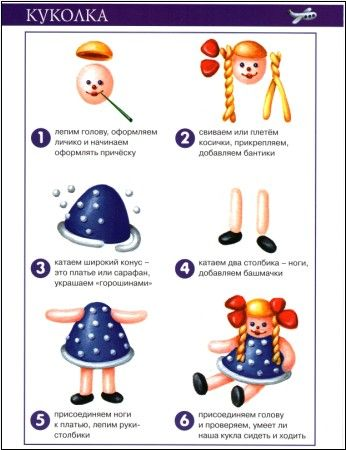 КУКОЛКА
1 лепим голову, оформляем
личико и начинаем
оформлять причёску
2 свиваем или плетём
косички, прикрепляем,
добавляем бантики
3 катаем широкий конус –
это платье или сарафан,
украшаем «горошинами»
4 катаем два столбика – ноги,
добавляем башмачки
5 присоединяем ноги
к платью, лепим руки-
столбики
6 присоединяем голову
и проверяем, умеет ли
наша кукла сидеть и ходить